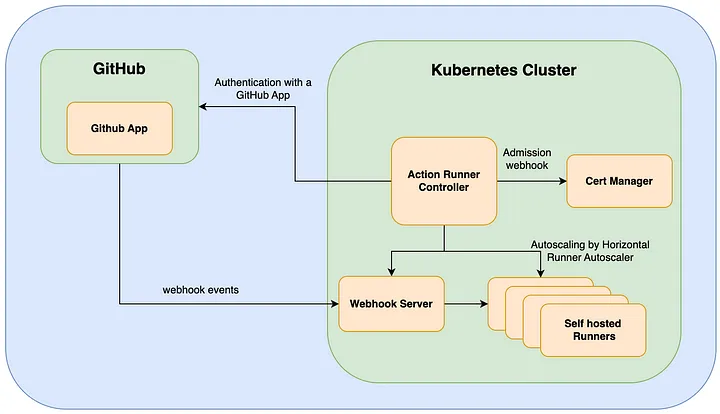 GitHub
Kubernetes Cluster
Authentication with a
GitHub App
Github App
Action Runner
Controller
Admission
webhook
Cert Manager
Autoscaling by Horizontal
Runner Autoscaler
webhook events
Webhook Server
Self hosted
Runners